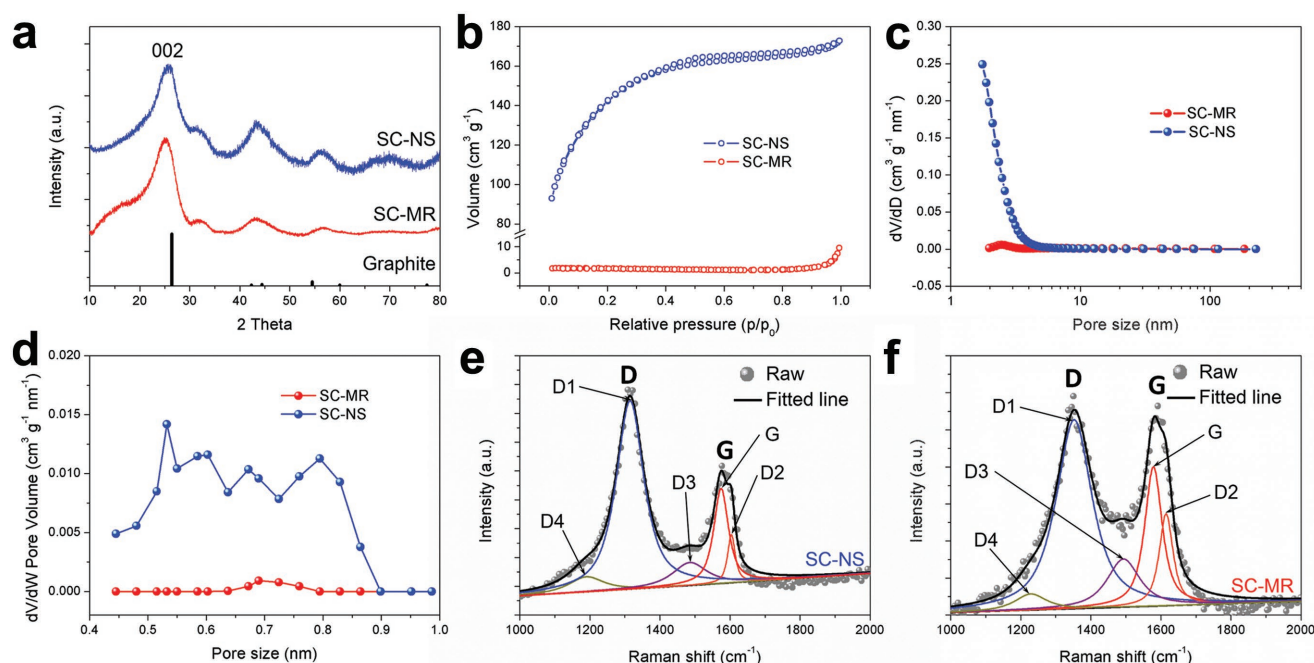 a
002
SC-NS
SC-MR
Graphite
Intensity (a.u.)
10 20 30 40 50 60 70 80
2 Theta
b
180
160
140
120
100
80
10
0
Volume (cm³ g⁻¹)
SC-NS
SC-MR
0.0 0.2 0.4 0.6 0.8 1.0
Relative pressure (p/p₀)
c
0.30
0.25
0.20
0.15
0.10
0.05
0.00
-0.05
dV/dD (cm³ g⁻¹ nm⁻¹)
SC-MR
SC-NS
1 10 100
Pore size (nm)
d
0.020
0.015
0.010
0.005
0.000
dV/dW Pore Volume (cm³ g⁻¹ nm⁻¹)
SC-MR
SC-NS
0.4 0.5 0.6 0.7 0.8 0.9 1.0
Pore size (nm)
e
D
G
Raw
Fitted line
D1
G
D3
D2
D4
SC-NS
Intensity (a.u.)
1000 1200 1400 1600 1800 2000
Raman shift (cm⁻¹)
f
D
G
Raw
Fitted line
D1
G
D3
D2
D4
SC-MR
Intensity (a.u.)
1000 1200 1400 1600 1800 2000
Raman shift (cm⁻¹)